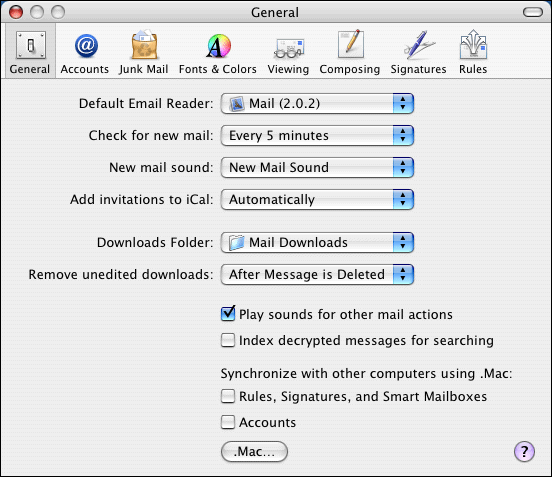 General
General Accounts Junk Mail Fonts & Colors Viewing Composing Signatures Rules
Default Email Reader: Mail (2.0.2)
Check for new mail: Every 5 minutes
New mail sound: New Mail Sound
Add invitations to iCal: Automatically
Downloads Folder: Mail Downloads
Remove unedited downloads: After Message is Deleted
Play sounds for other mail actions
Index decrypted messages for searching
Synchronize with other computers using .Mac:
Rules, Signatures, and Smart Mailboxes
Accounts
.Mac... ?